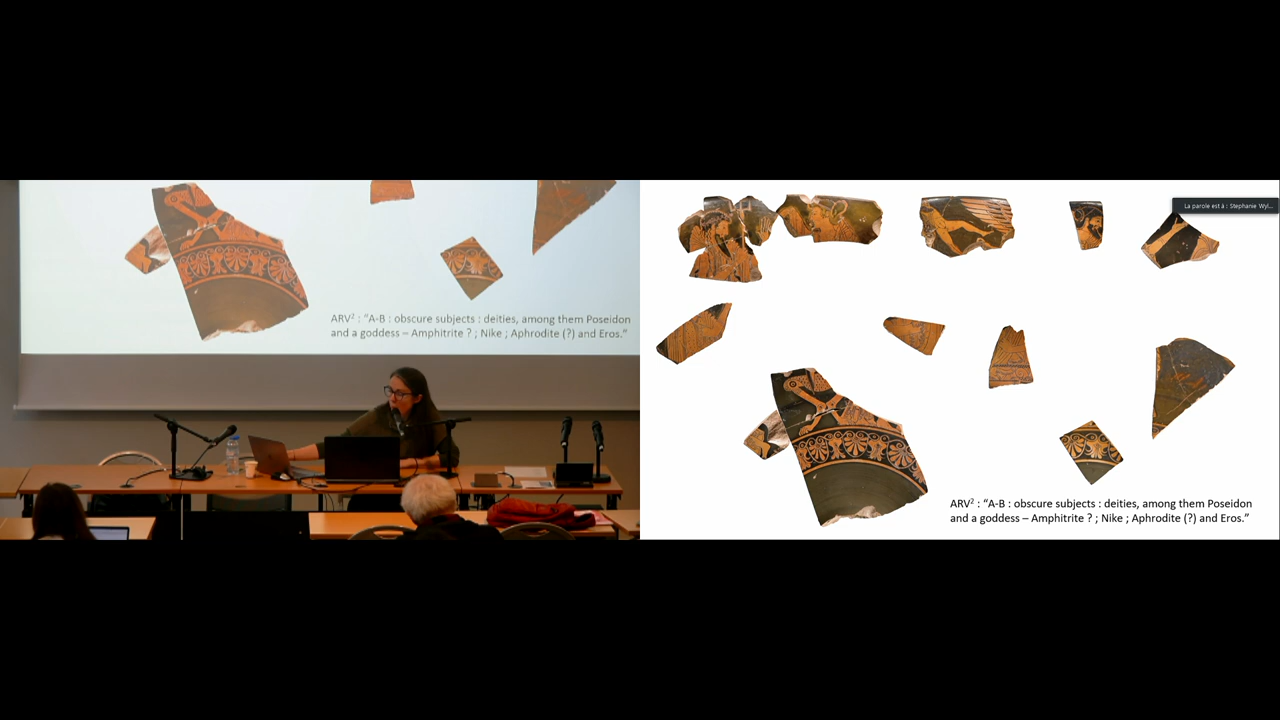 ARV² : “A-B : obscure subjects : deities, among them Poseidon
and a goddess – Amphitrite ? ; Nike ; Aphrodite (?) and Eros.”
La parole est à : Stephanie Wyl...
ARV² : “A-B : obscure subjects : deities, among them Poseidon
and a goddess – Amphitrite ? ; Nike ; Aphrodite (?) and Eros.”